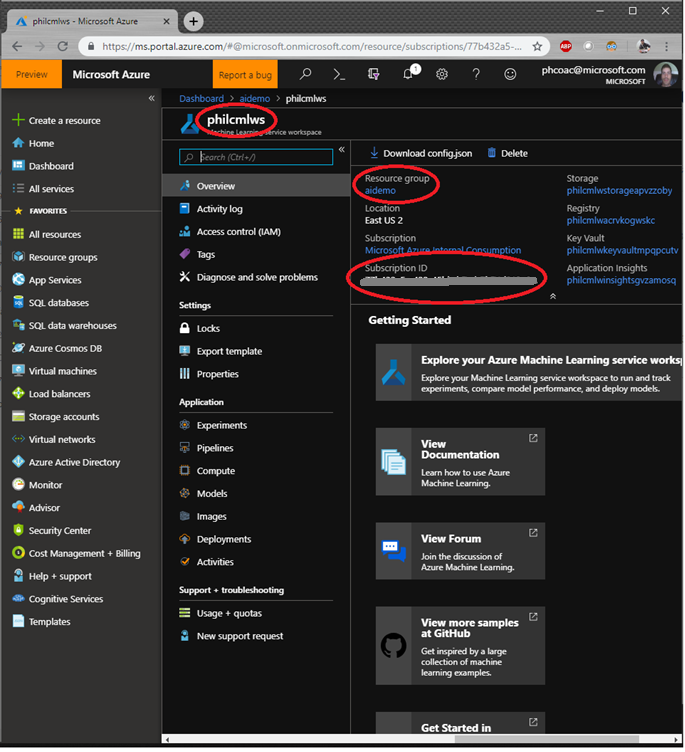 philcmlws - Microsoft Azure
https://ms.portal.azure.com/#@microsoft.onmicrosoft.com/resource/subscriptions/77b432a5-...
ABP
Preview
Microsoft Azure
Report a bug
1
phcoac@microsoft.com
MICROSOFT
Dashboard > aidemo > philcmlws
philcmlws
Machine Learning service workspace
Create a resource
Home
Dashboard
All services
FAVORITES
All resources
Resource groups
App Services
SQL databases
SQL data warehouses
Azure Cosmos DB
Virtual machines
Load balancers
Storage accounts
Virtual networks
Azure Active Directory
Monitor
Advisor
Security Center
Cost Management + Billing
Help + support
Cognitive Services
Templates
Search (Ctrl+/)
Overview
Activity log
Access control (IAM)
Tags
Diagnose and solve problems
Settings
Locks
Export template
Properties
Application
Experiments
Pipelines
Compute
Models
Images
Deployments
Activities
Support + troubleshooting
Usage + quotas
New support request
Download config.json
Delete
Resource group
aidemo
Location
East US 2
Subscription
Microsoft Azure Internal Consumption
Subscription ID
Storage
philcmlwstorageapvzzoby
Registry
philcmlwacrvkogwskc
Key Vault
philcmlwkeyvaultmpqpcutv
Application Insights
philcmlwinsightsgvzamosq
Getting Started
Explore your Azure Machine Learning service works
Explore your Azure Machine Learning service workspace to run and track
experiments, compare model performance, and deploy models.
View
Documentation
Learn how to use Azure
Machine Learning.
View Forum
Join the discussion of
Azure Machine Learning.
View more samples
at GitHub
Get inspired by a large
collection of machine
learning examples.
Get Started in